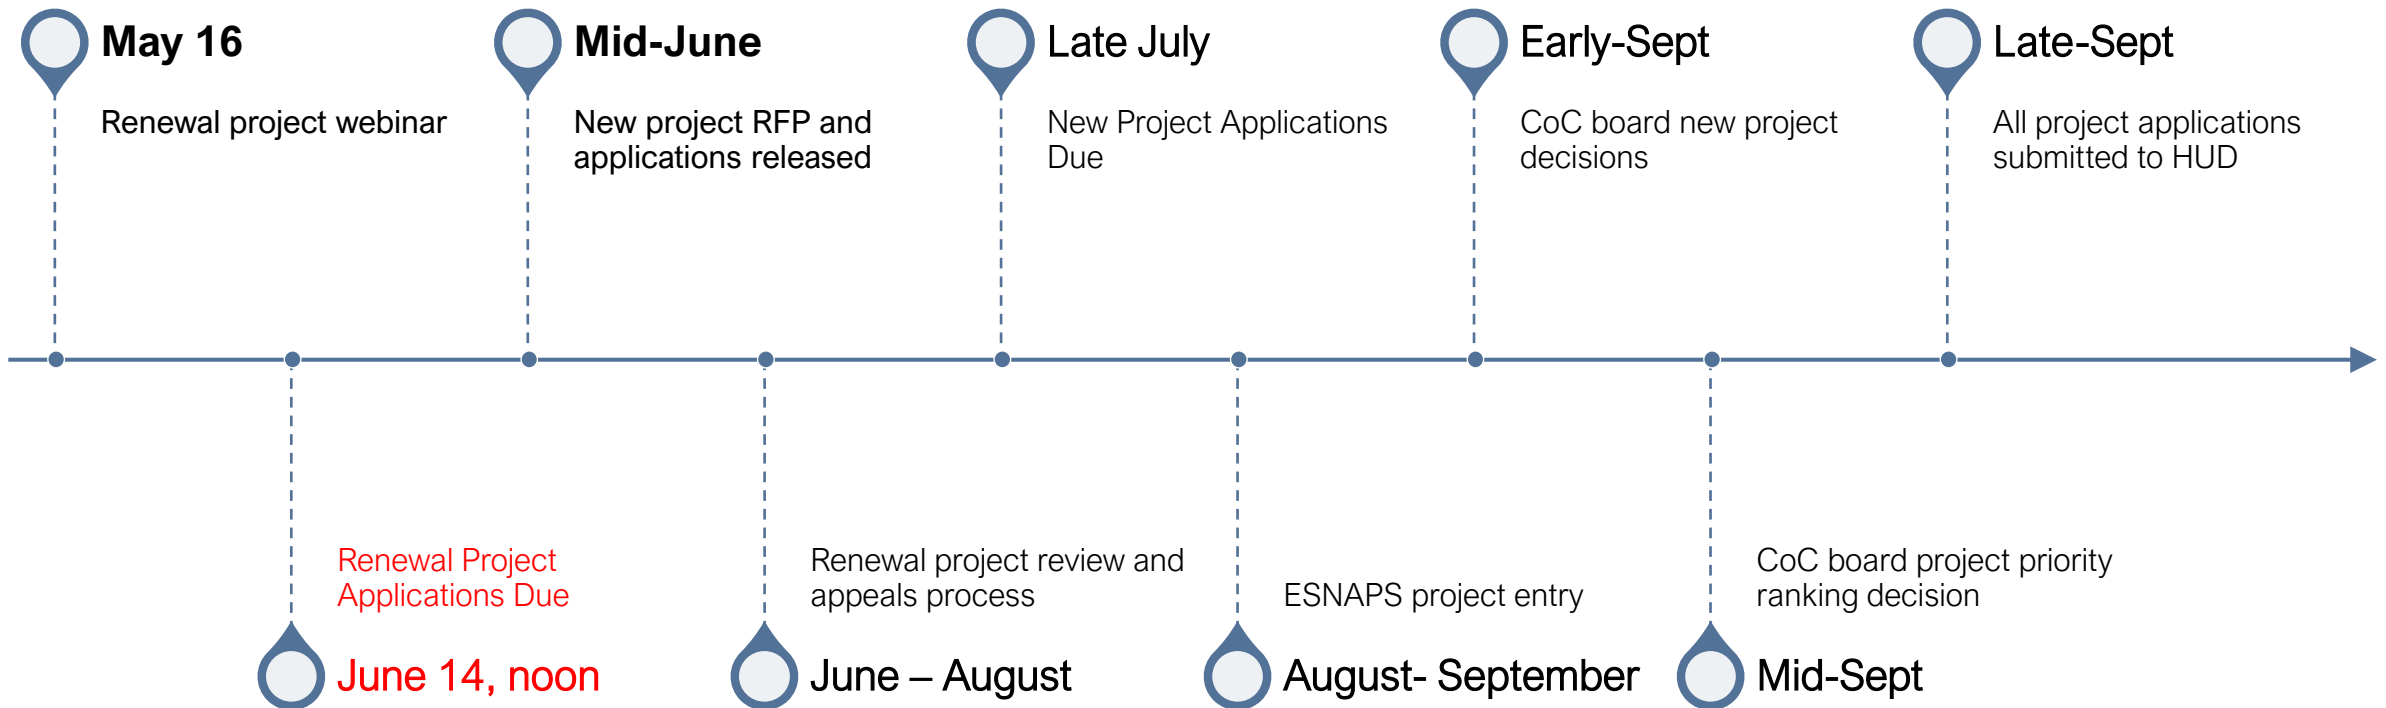 May 16
Renewal project webinar
Mid-June
New project RFP and
applications released
Late July
New Project Applications
Due
Early-Sept
CoC board new project
decisions
Late-Sept
All project applications
submitted to HUD
Renewal Project
Applications Due
June 14, noon
Renewal project review and
appeals process
June – August
ESNAPS project entry
August- September
CoC board project priority
ranking decision
Mid-Sept